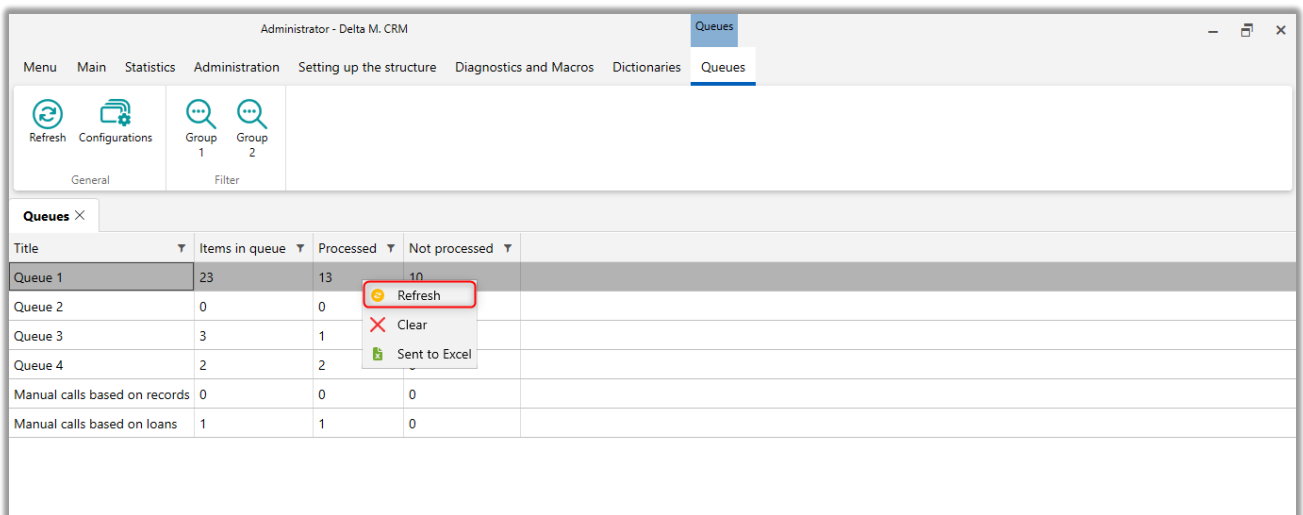 Administrator - Delta M. CRM Queues
Menu Main Statistics Administration Setting up the structure Diagnostics and Macros Dictionaries Queues
Refresh Configurations Group 1 Group 2
General Filter
Queues
Title Items in queue Processed Not processed
Queue 1 23 13 10
Refresh
Queue 2 0 0
Clear
Queue 3 3 1
Sent to Excel
Queue 4 2 2
Manual calls based on records 0 0 0
Manual calls based on loans 1 1 0